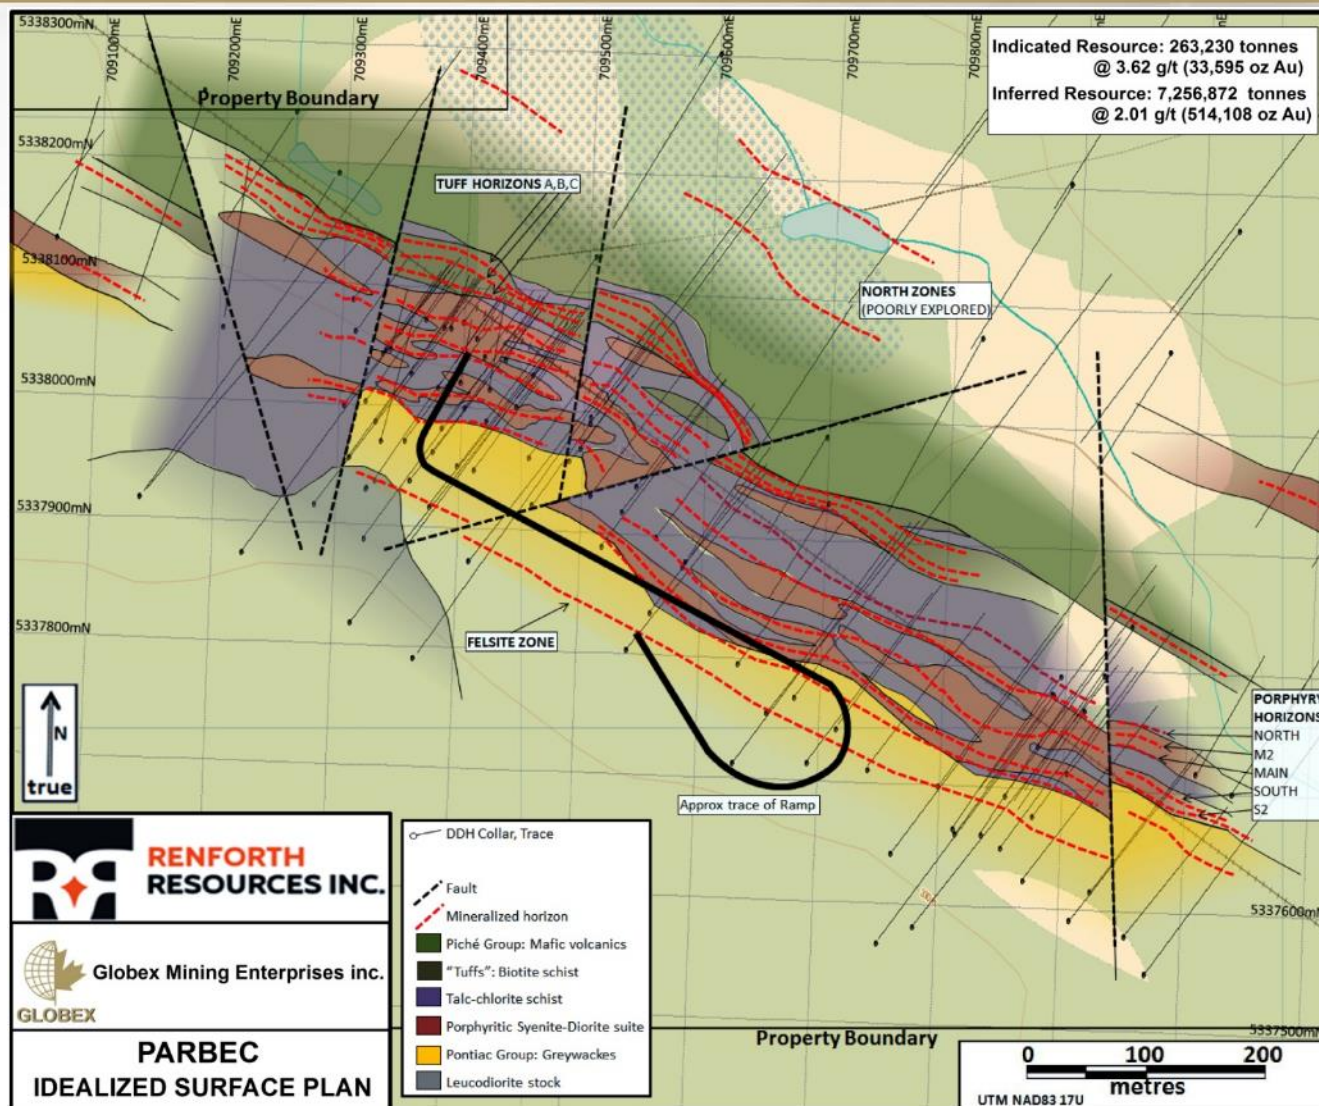 5338300mN
709100mE
709200mE
709300mE
709400mE
709500mE
709600mE
709700mE
709800mE
Indicated Resource: 263,230 tonnes
@ 3.62 g/t (33,595 oz Au)
Inferred Resource: 7,256,872 tonnes
@ 2.01 g/t (514,108 oz Au)
Property Boundary
5338200mN
TUFF HORIZONS A,B,C
5338100mN
NORTH ZONES
(POORLY EXPLORED)
5338000mN
5337900mN
5337800mN
FELSITE ZONE
N
true
PORPHYRY
HORIZONS
NORTH
M2
MAIN
SOUTH
S2
Approx trace of Ramp
RENFORTH
RESOURCES INC.
GLOBEX
Globex Mining Enterprises inc.
PARBEC
IDEALIZED SURFACE PLAN
DDH Collar, Trace
Fault
Mineralized horizon
Piché Group: Mafic volcanics
"Tuffs": Biotite schist
Talc-chlorite schist
Porphyritic Syenite-Diorite suite
Pontiac Group: Greywackes
Leucodiorite stock
5337600mN
5337500mN
Property Boundary
0 100 200
metres
UTM NAD83 17U